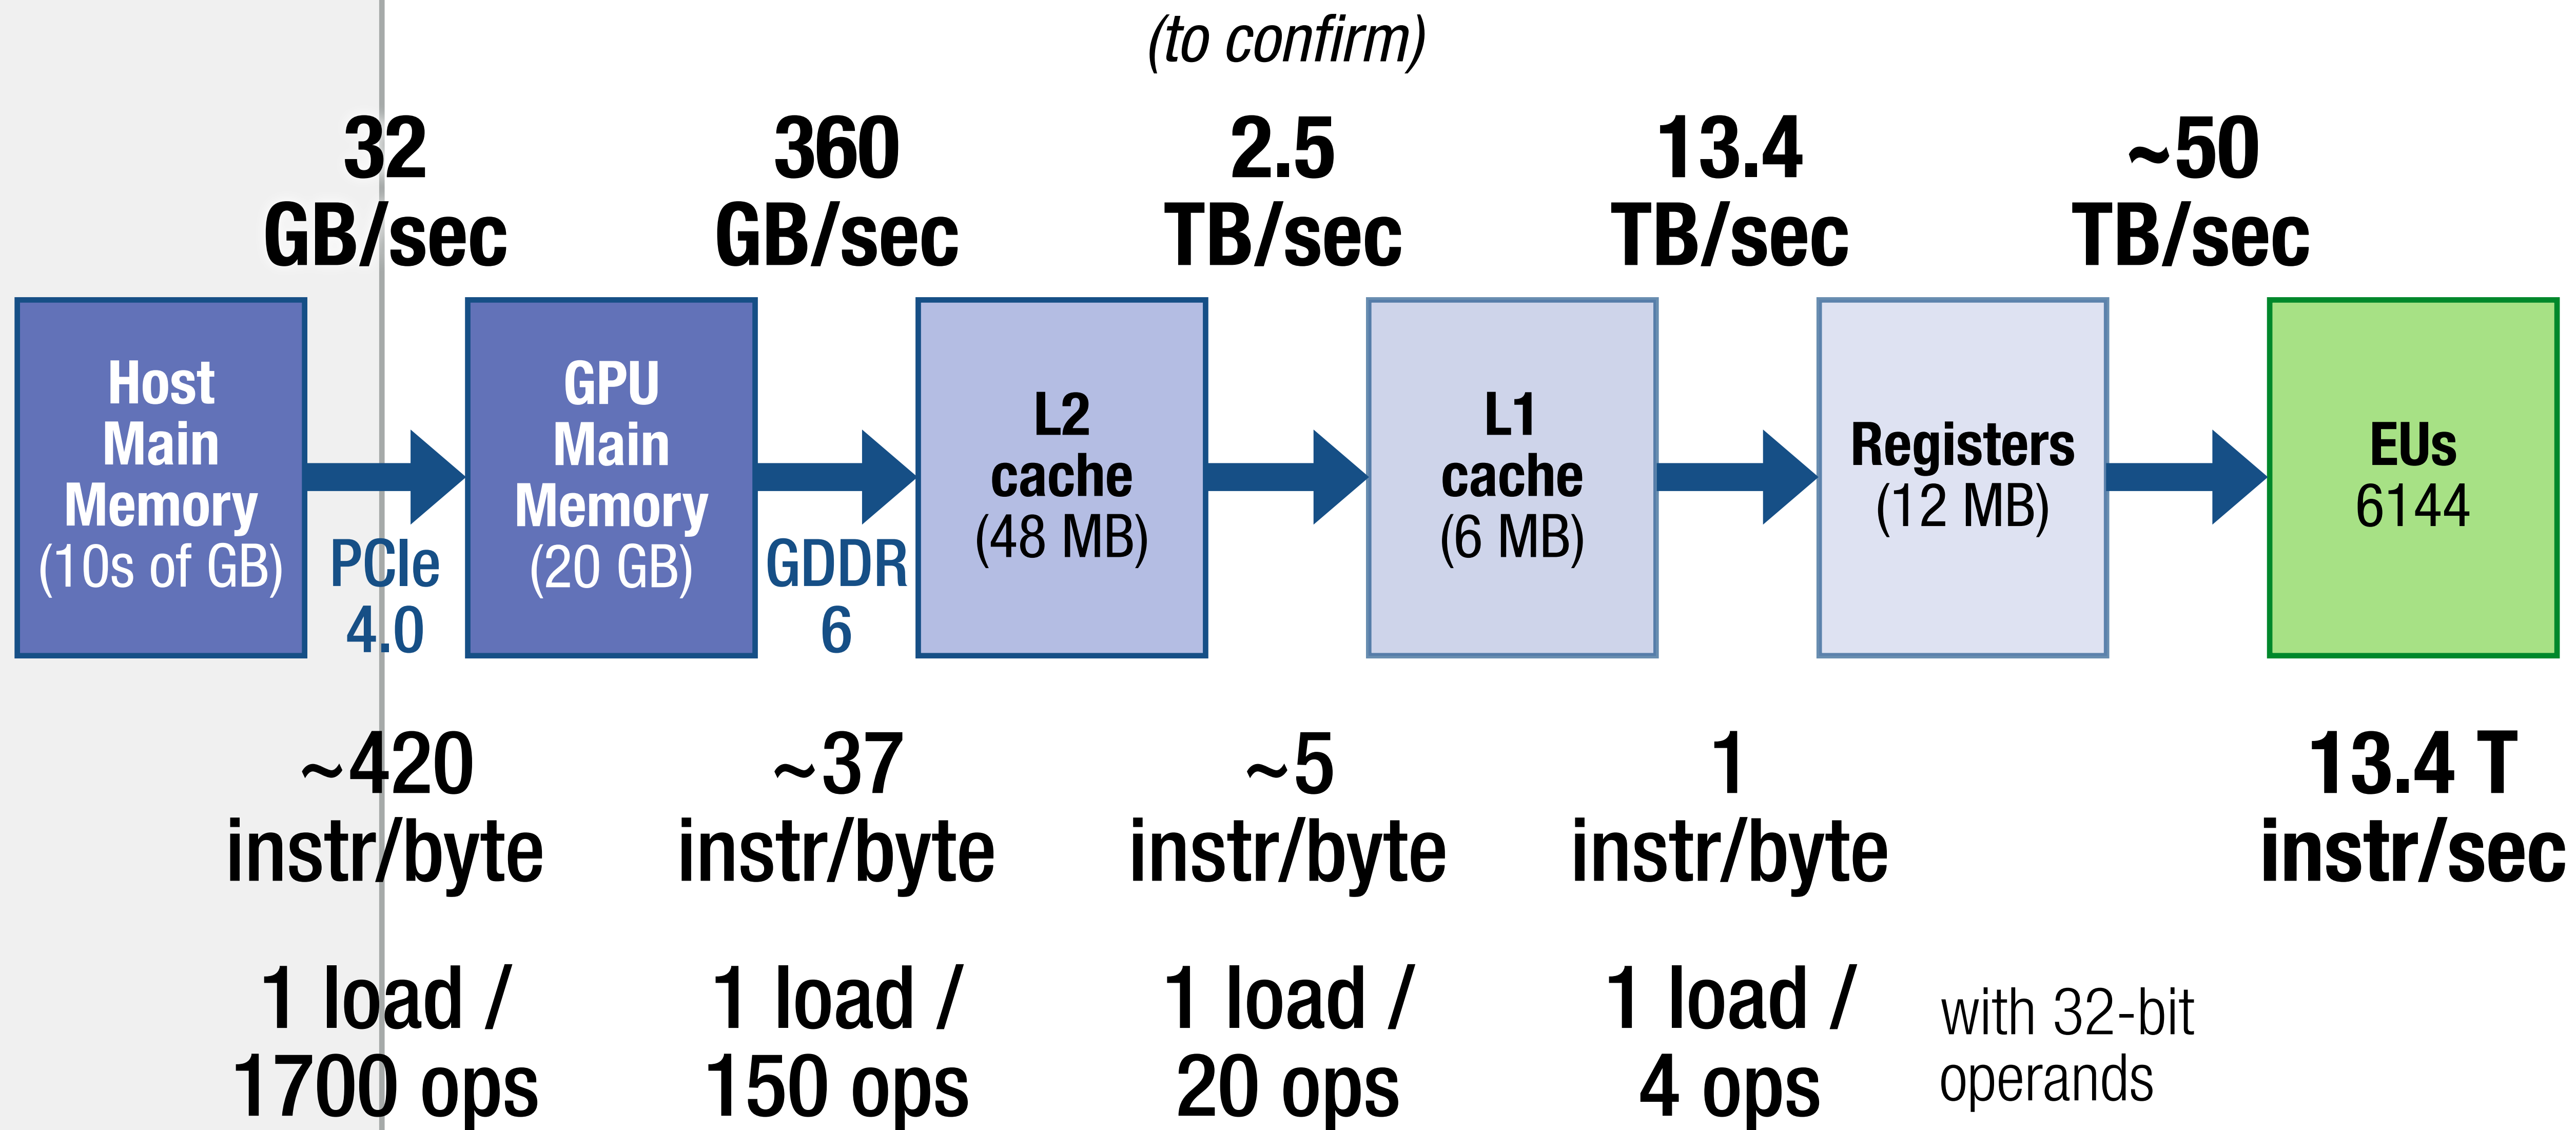 (to confirm)
32
GB/sec
360
GB/sec
2.5
TB/sec
13.4
TB/sec
~50
TB/sec
Host
Main
Memory
(10s of GB)
PCIe
4.0
GPU
Main
Memory
(20 GB)
GDDR
6
L2
cache
(48 MB)
L1
cache
(6 MB)
Registers
(12 MB)
EUs
6144
~420
instr/byte
~37
instr/byte
~5
instr/byte
1
instr/byte
13.4 T
instr/sec
1 load /
1700 ops
1 load /
150 ops
1 load /
20 ops
1 load /
4 ops
with 32-bit
operands